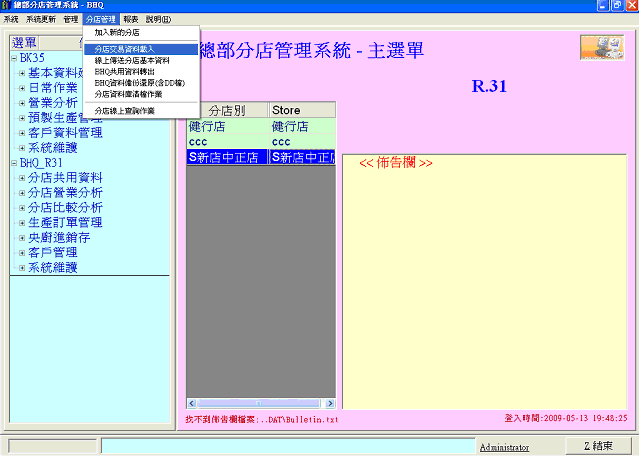 總部分店管理系統 - BHQ
系統 系統更新 管理 分店管理 報表 說明(H)
加入新的分店
分店交易資料載入
線上傳送分店基本資料
BHQ共用資料轉出
BHQ資料備份還原(含DD檔)
分店資料庫清檔作業
分店線上查詢作業
選單
BK35
基本資料
日常作業
營業分析
預製生產管理
客戶資料管理
系統維護
BHQ_R31
分店共用資料
分店營業分析
分店比較分析
生產訂單管理
央廚進銷存
客戶管理
系統維護
總部分店管理系統 - 主選單
R.31
分店別 Store
健行店 健行店
ccc ccc
S新店中正店 S新店中正店
<< 佈告欄 >>
找不到佈告欄檔案:..DAT\Bulletin.txt
登入時間:2009-05-13 19:48:25
Administrator
Z 結束